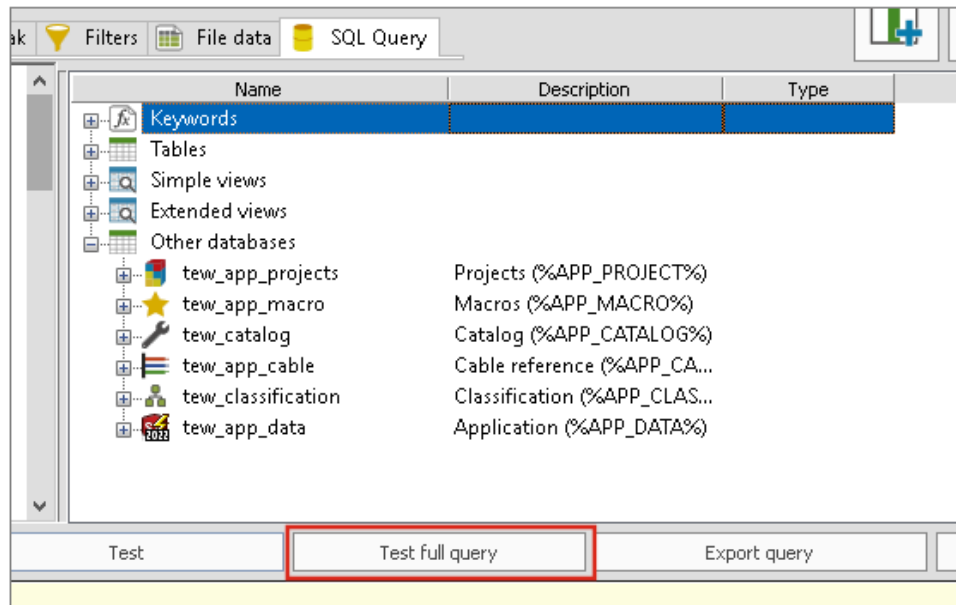 ak Filters File data SQL Query
Name Description Type
Keywords
Tables
Simple views
Extended views
Other databases
tew_app_projects Projects (%APP_PROJECT%)
tew_app_macro Macros (%APP_MACRO%)
tew_catalog Catalog (%APP_CATALOG%)
tew_app_cable Cable reference (%APP_CA...
tew_classification Classification (%APP_CLAS...
2022 tew_app_data Application (%APP_DATA%)
Test Test full query Export query